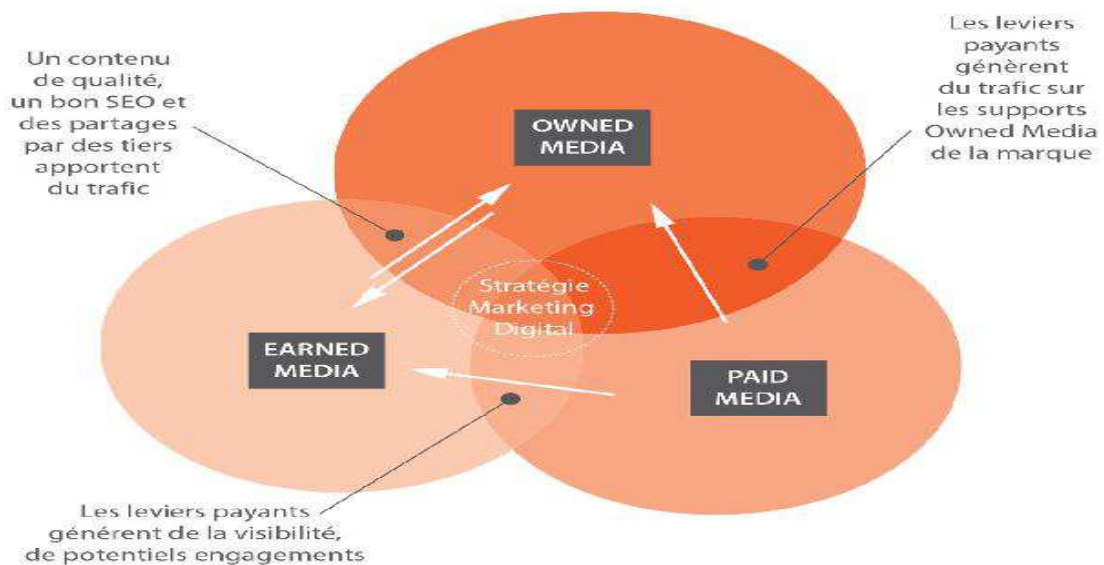 Un contenu
de qualité,
un bon SEO et
des partages
par des tiers
apportent
du trafic
OWNED
MEDIA
Les leviers
payants
génèrent
du trafic sur
les supports
Owned Media
de la marque
Stratégie
Marketing
Digital
EARNED
MEDIA
PAID
MEDIA
Les leviers payants
générent de la visibilité,
de potentiels engagements